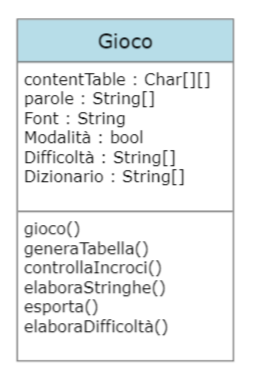 Gioco
contentTable : Char[][]
parole : String[]
Font : String
Modalità : bool
Difficoltà : String[]
Dizionario : String[]
gioco()
generaTabella()
controllaIncroci()
elaboraStringhe()
esporta()
elaboraDifficoltà()